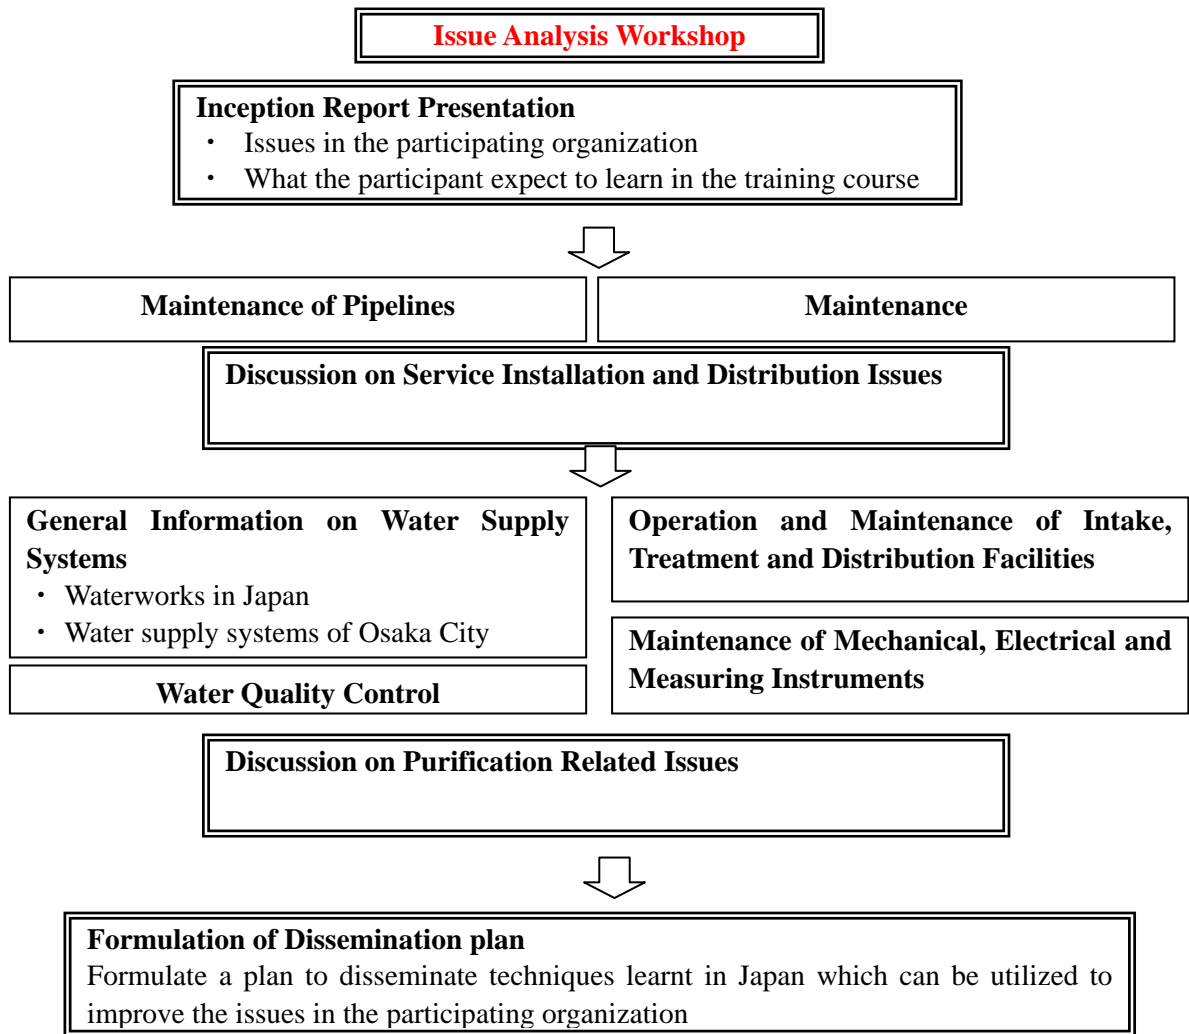 Issue Analysis Workshop
Inception Report Presentation
・ Issues in the participating organization
・ What the participant expect to learn in the training course
Maintenance of Pipelines
Maintenance
Discussion on Service Installation and Distribution Issues
General Information on Water Supply
Systems
・ Waterworks in Japan
・ Water supply systems of Osaka City
Water Quality Control
Operation and Maintenance of Intake,
Treatment and Distribution Facilities
Maintenance of Mechanical, Electrical and
Measuring Instruments
Discussion on Purification Related Issues
Formulation of Dissemination plan
Formulate a plan to disseminate techniques learnt in Japan which can be utilized to
improve the issues in the participating organization